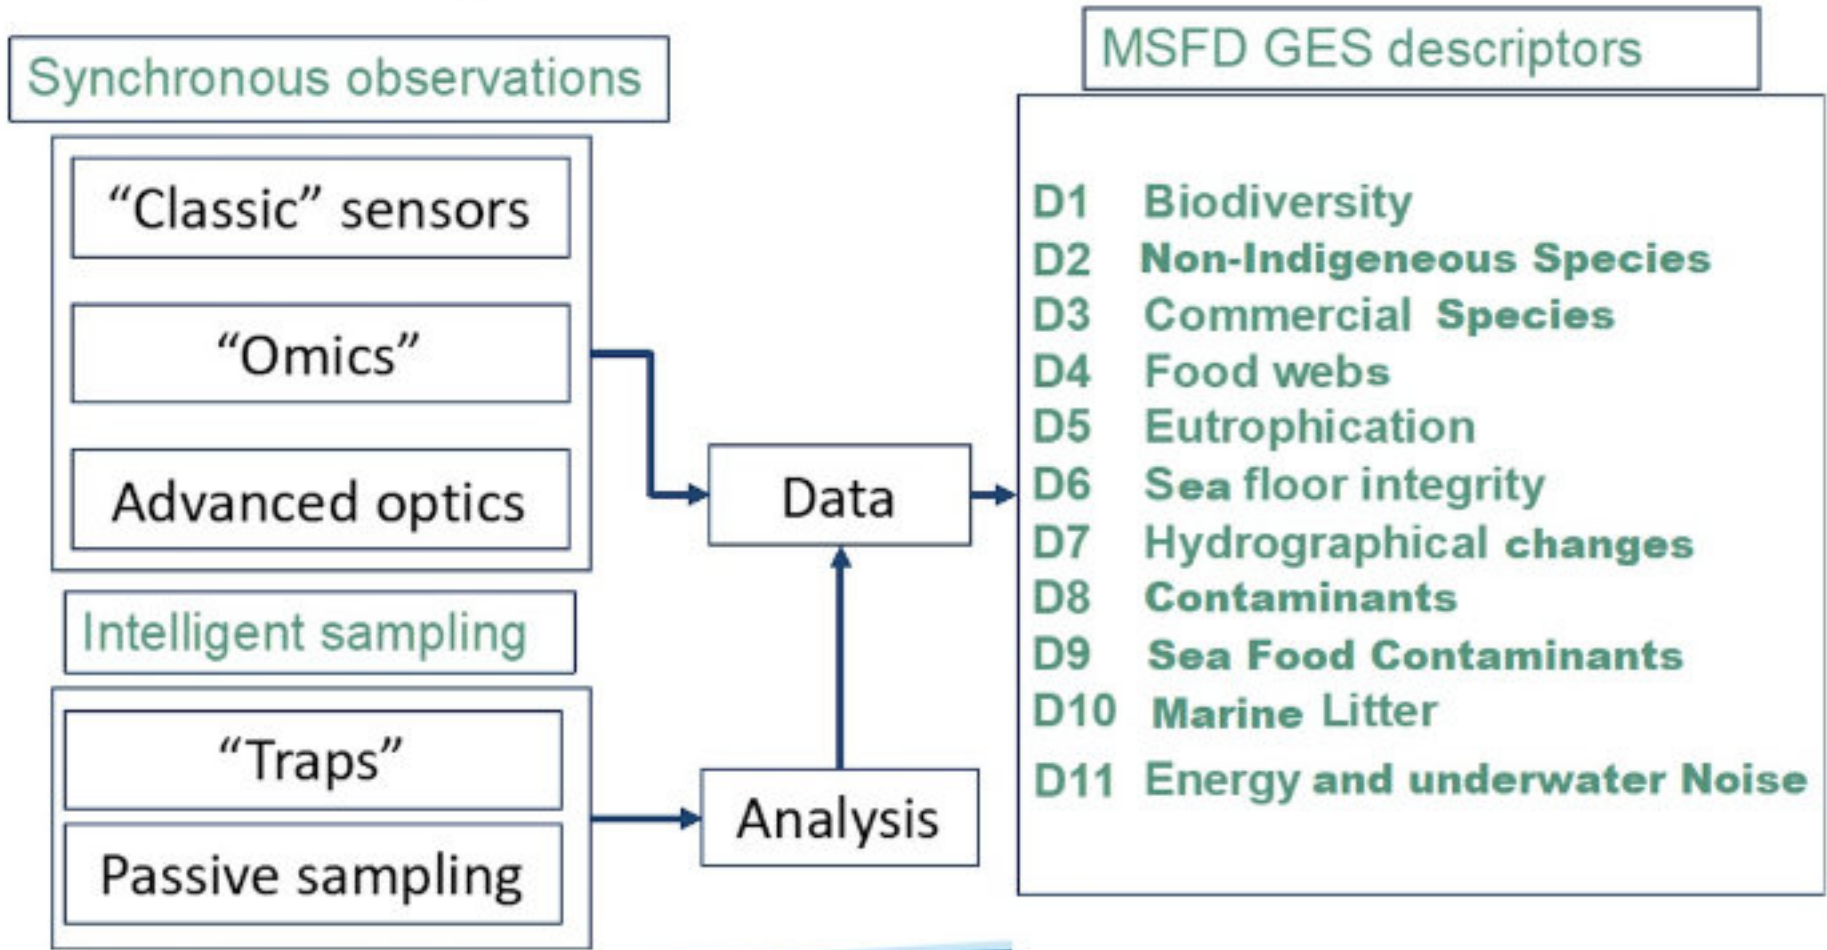 Synchronous observations
“Classic” sensors
“Omics”
Advanced optics
Intelligent sampling
“Traps”
Passive sampling
Data
Analysis
MSFD GES descriptors
D1 Biodiversity
D2 Non-Indigeneous Species
D3 Commercial Species
D4 Food webs
D5 Eutrophication
D6 Sea floor integrity
D7 Hydrographical changes
D8 Contaminants
D9 Sea Food Contaminants
D10 Marine Litter
D11 Energy and underwater Noise